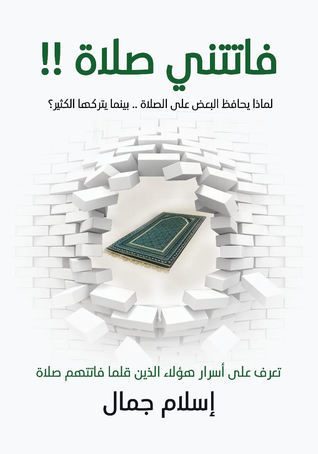 فاتتني صلاة !!
لماذا يحافظ البعض على الصلاة .. بينما يتركها الكثير؟
تعرف على أسرار هؤلاء الذين قلما فاتتهم صلاة
إسلام جمال